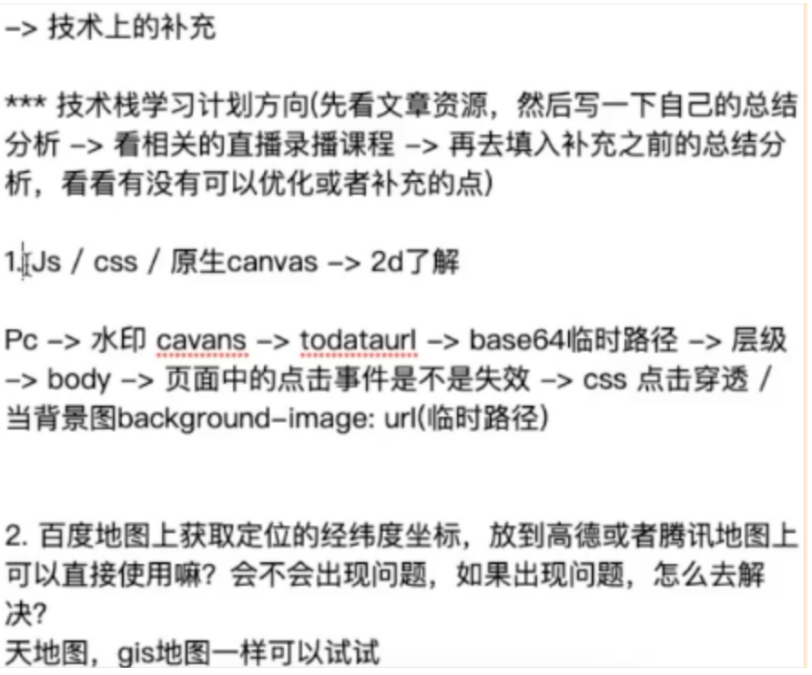 –> 技术上的补充
*** 技术栈学习计划方向(先看文章资源，然后写一下自己的总结
分析 –> 看相关的直播录播课程 –> 再去填入补充之前的总结分
析，看看有没有可以优化或者补充的点)
1. Js / css / 原生canvas –> 2d了解
Pc –> 水印 cavans –> todataurl –> base64临时路径 –> 层级
–> body –> 页面中的点击事件是不是失效 –> css 点击穿透 /
当背景图background–image: url(临时路径)
2. 百度地图上获取定位的经纬度坐标，放到高德或者腾讯地图上
可以直接使用嘛？会不会出现问题，如果出现问题，怎么去解
决?
天地图，gis地图一样可以试试